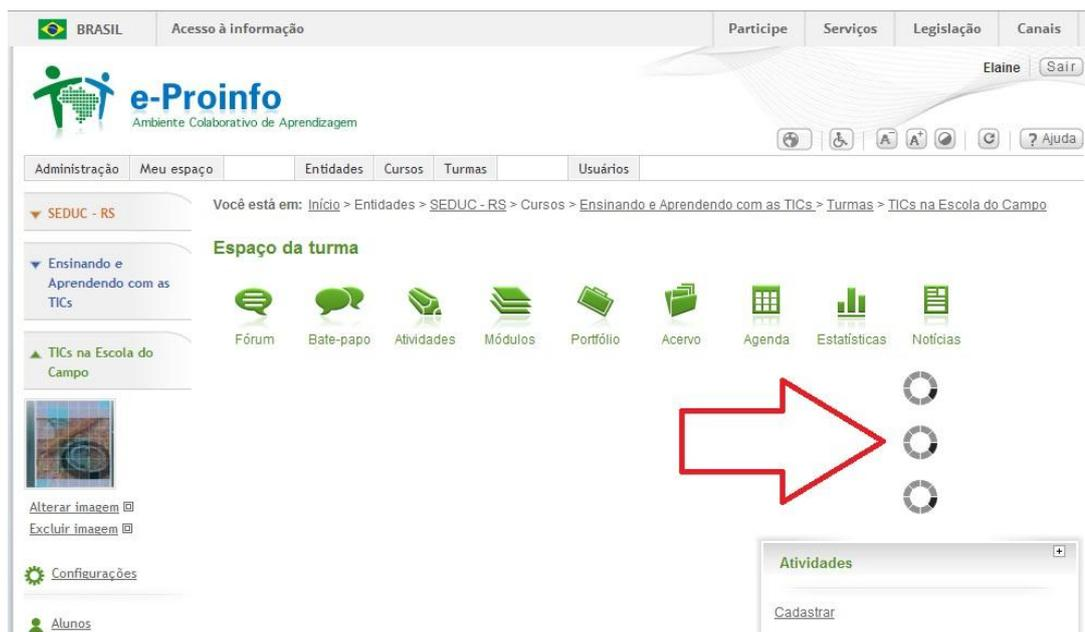 BRASIL Acesso à informação Participe Serviços Legislação Canais
Elaine Sair
e-Proinfo
Ambiente Colaborativo de Aprendizagem
A- A+ ? Ajuda
Administração Meu espaço Entidades Cursos Turmas Usuários
SEDUC - RS
Ensinando e
Aprendendo com as
TICs
TICs na Escola do
Campo
Alterar imagem
Excluir imagem
Configurações
Alunos
Você está em: Início > Entidades > SEDUC - RS > Cursos > Ensinando e Aprendendo com as TICs > Turmas > TICs na Escola do Campo
Espaço da turma
Fórum Bate-papo Atividades Módulos Portfólio Acervo Agenda Estatísticas Notícias
Atividades
Cadastrar